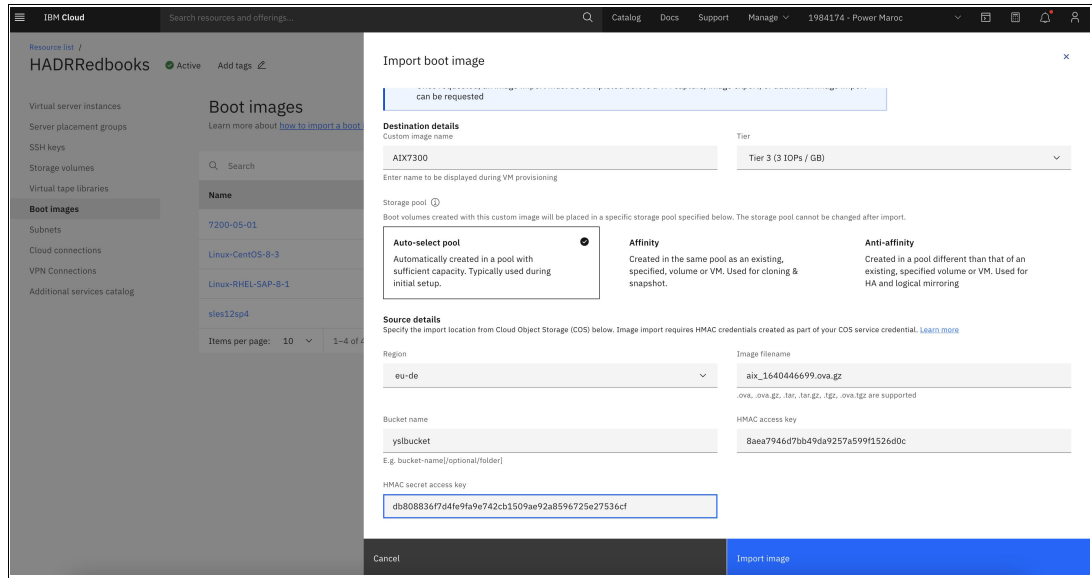 IBM Cloud
Search resources and offerings...
Catalog
Docs
Support
Manage
1984174 - Power Maroc
Resource list /
HADRRedbooks
Active
Add tags
Virtual server instances
Server placement groups
SSH keys
Storage volumes
Virtual tape libraries
Boot images
Subnets
Cloud connections
VPN Connections
Additional services catalog
Boot images
Learn more about how to import a boot
Search
Name
7200-05-01
Linux-CentOS-8-3
Linux-RHEL-SAP-8-1
sles12sp4
Items per page: 10
1–4 of 4
Import boot image
can be requested
Destination details
Custom image name
Tier
AIX7300
Tier 3 (3 IOPs / GB)
Enter name to be displayed during VM provisioning
Storage pool
Boot volumes created with this custom image will be placed in a specific storage pool specified below. The storage pool cannot be changed after import.
Auto-select pool
Automatically created in a pool with
sufficient capacity. Typically used during
initial setup.
Affinity
Created in the same pool as an existing,
specified, volume or VM. Used for cloning &
snapshot.
Anti-affinity
Created in a pool different than that of an
existing, specified volume or VM. Used for
HA and logical mirroring
Source details
Specify the import location from Cloud Object Storage (COS) below. Image import requires HMAC credentials created as part of your COS service credential. Learn more
Region
Image filename
eu-de
aix_1640446699.ova.gz
.ova, .ova.gz, .tar, .tar.gz, .tgz, .ova.tgz are supported
Bucket name
HMAC access key
yslbucket
8aea7946d7bb49da9257a599f1526d0c
E.g. bucket-name[/optional/folder]
HMAC secret access key
db808836f7d4fe9fa9e742cb1509ae92a8596725e27536cf
Cancel
Import image